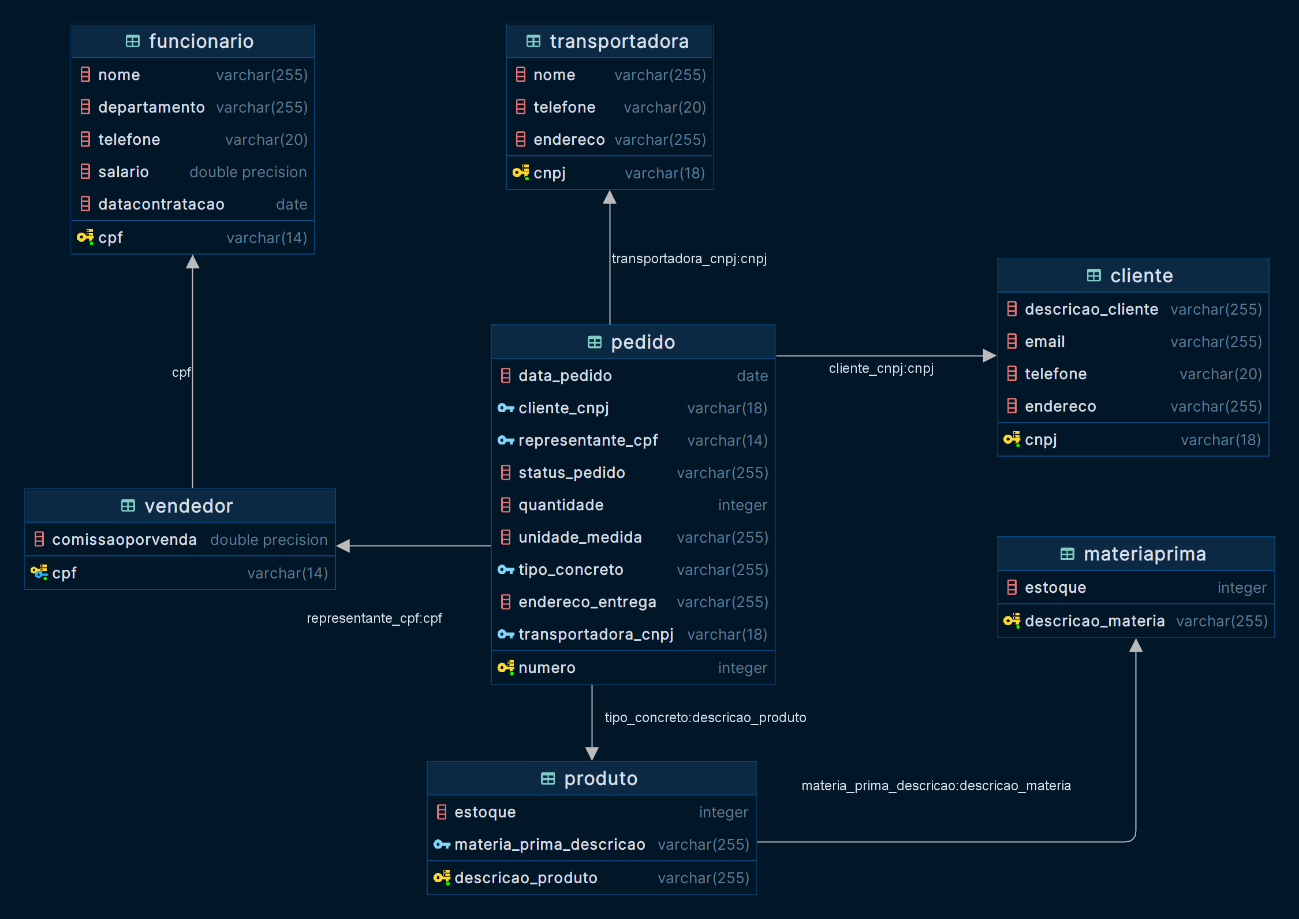 funcionario
nome varchar(255)
departamento varchar(255)
telefone varchar(20)
salario double precision
datacontratacao date
cpf varchar(14)
transportadora
nome varchar(255)
telefone varchar(20)
endereco varchar(255)
cnpj varchar(18)
transportadora_cnpj:cnpj
cliente
descricao_cliente varchar(255)
email varchar(255)
telefone varchar(20)
endereco varchar(255)
cnpj varchar(18)
cliente_cnpj:cnpj
cpf
pedido
data_pedido date
cliente_cnpj varchar(18)
representante_cpf varchar(14)
status_pedido varchar(255)
quantidade integer
unidade_medida varchar(255)
tipo_concreto varchar(255)
endereco_entrega varchar(255)
transportadora_cnpj varchar(18)
numero integer
vendedor
comissaoporvenda double precision
cpf varchar(14)
representante_cpf:cpf
materiaprima
estoque integer
descricao_materia varchar(255)
tipo_concreto:descricao_produto
produto
estoque integer
materia_prima_descricao varchar(255)
descricao_produto varchar(255)
materia_prima_descricao:descricao_materia